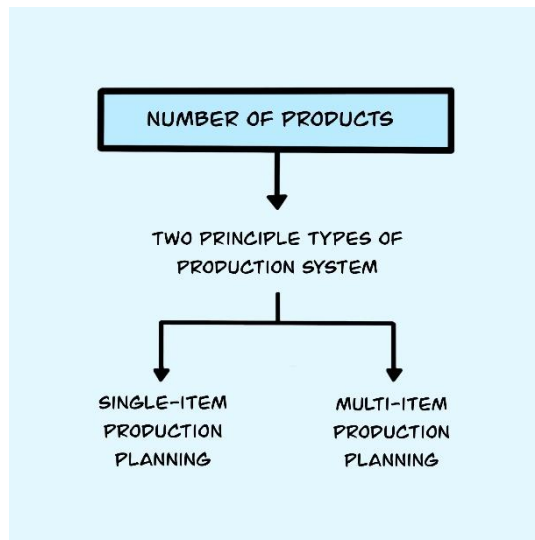 NUMBER OF PRODUCTS
TWO PRINCIPLE TYPES OF
PRODUCTION SYSTEM
SINGLE-ITEM
PRODUCTION
PLANNING
MULTI-ITEM
PRODUCTION
PLANNING